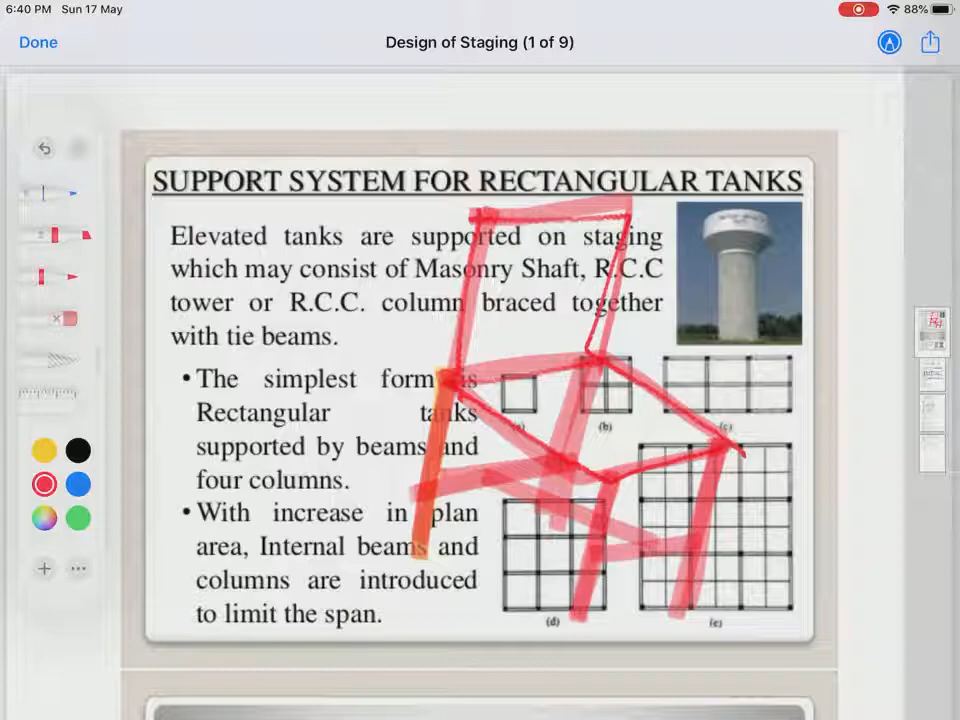 6:40 PM Sun 17 May
88%
Done
Design of Staging (1 of 9)
SUPPORT SYSTEM FOR RECTANGULAR TANKS
Elevated tanks are supported on staging
which may consist of Masonry Shaft, R.C.C
tower or R.C.C. column braced together
with tie beams.
• The simplest form is
Rectangular tanks
supported by beams and
four columns.
• With increase in plan
area, Internal beams and
columns are introduced
to limit the span.
(a)
(b)
(c)
(d)
(e)